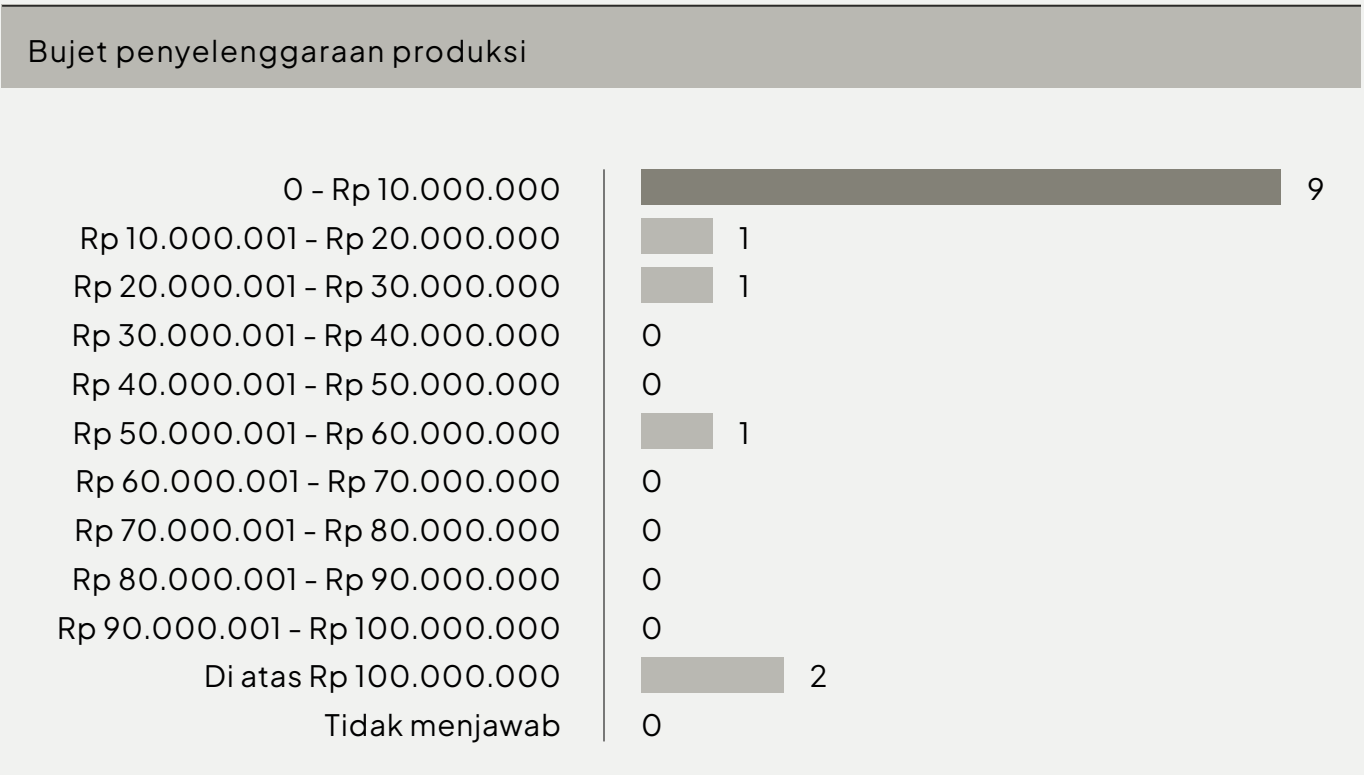 Bujet penyelenggaraan produksi
0 - Rp 10.000.000 9
Rp 10.000.001 - Rp 20.000.000 1
Rp 20.000.001 - Rp 30.000.000 1
Rp 30.000.001 - Rp 40.000.000 0
Rp 40.000.001 - Rp 50.000.000 0
Rp 50.000.001 - Rp 60.000.000 1
Rp 60.000.001 - Rp 70.000.000 0
Rp 70.000.001 - Rp 80.000.000 0
Rp 80.000.001 - Rp 90.000.000 0
Rp 90.000.001 - Rp 100.000.000 0
Di atas Rp 100.000.000 2
Tidak menjawab 0